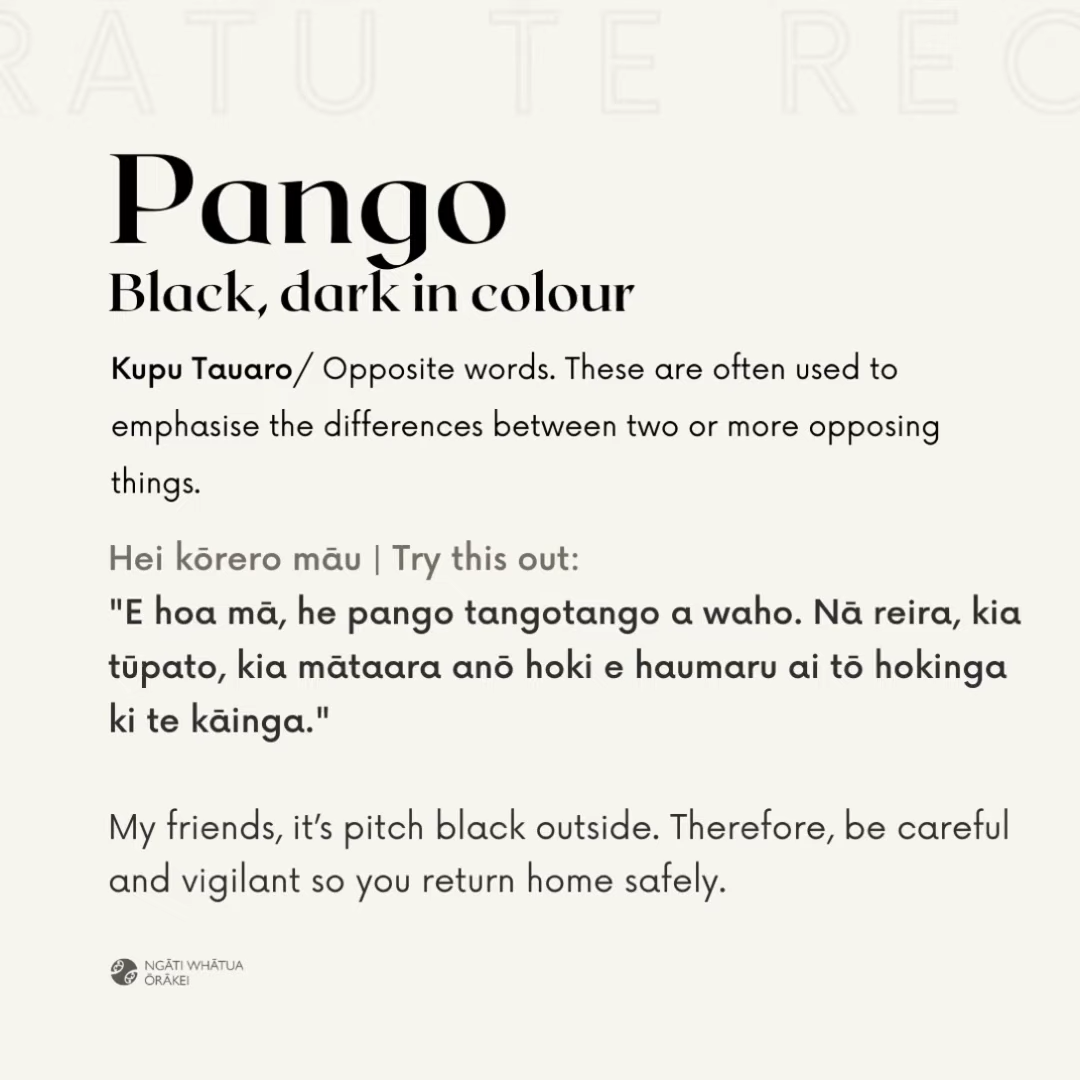 RĀTU TE REO
Pango
Black, dark in colour
Kupu Tauaro/ Opposite words. These are often used to
emphasise the differences between two or more opposing
things.
Hei kōrero māu | Try this out:
"E hoa mā, he pango tangotango a waho. Nā reira, kia
tūpato, kia mātaara anō hoki e haumaru ai tō hokinga
ki te kāinga."
My friends, it's pitch black outside. Therefore, be careful
and vigilant so you return home safely.
NGĀTI WHĀTUA
ŌRĀKEI